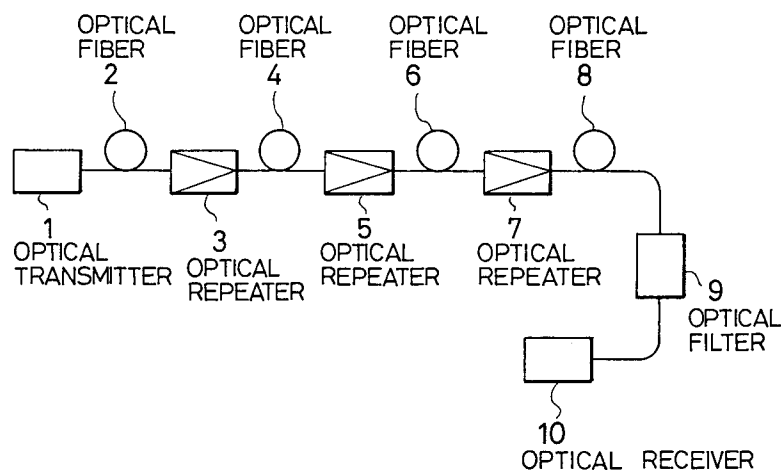 OPTICAL
FIBER
2
OPTICAL
FIBER
4
OPTICAL
FIBER
6
OPTICAL
FIBER
8
1
OPTICAL
TRANSMITTER
3
OPTICAL
REPEATER
5
OPTICAL
REPEATER
7
OPTICAL
REPEATER
9
OPTICAL
FILTER
10
OPTICAL RECEIVER